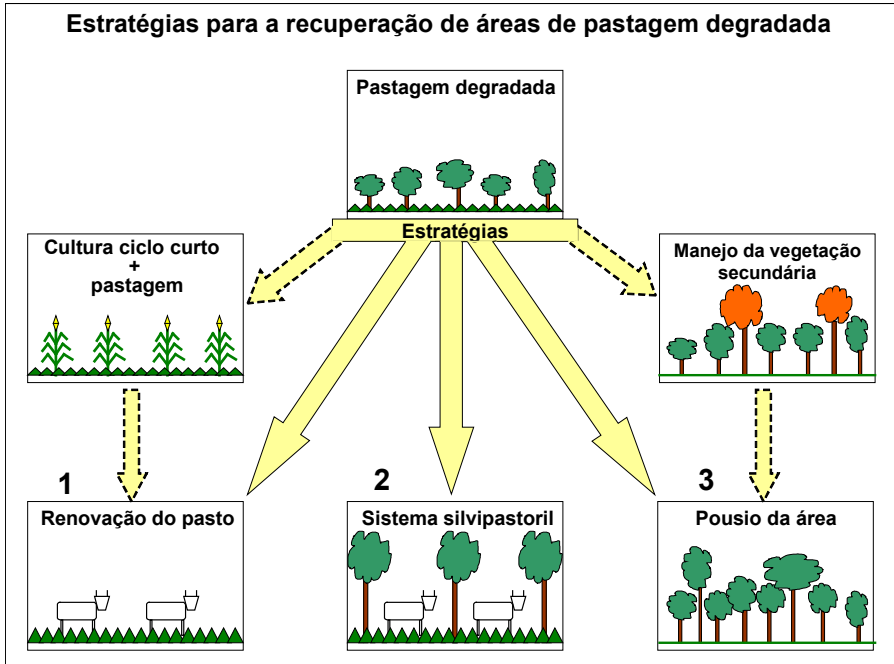 Estratégias para a recuperação de áreas de pastagem degradada
Pastagem degradada
Estratégias
Cultura ciclo curto
+
pastagem
Manejo da vegetação
secundária
1
Renovação do pasto
2
Sistema silvipastoril
3
Pousio da área